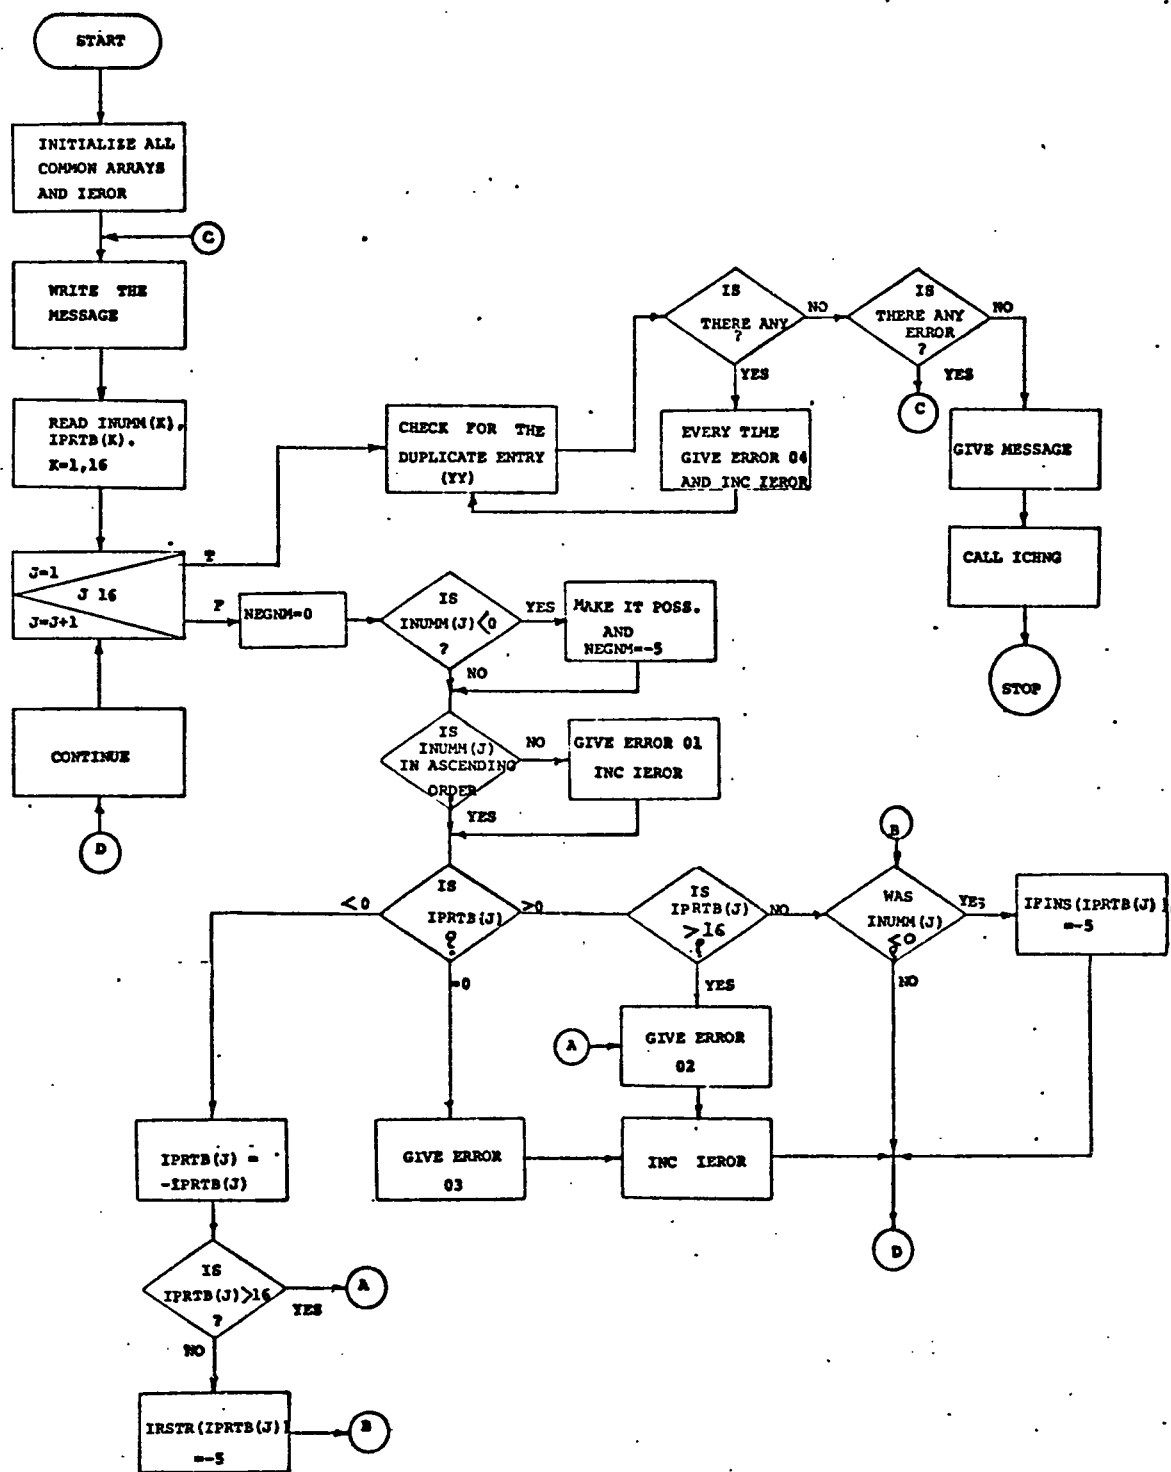 START
INITIALIZE ALL
COMMON ARRAYS
AND IEROR
C
WRITE THE
MESSAGE
READ INUMM(K),
IPRTB(K).
K=1,16
J=1
J 16
J=J+1
T
F
CONTINUE
D
CHECK FOR THE
DUPLICATE ENTRY
(YY)
IS
THERE ANY
?
NO
YES
EVERY TIME
GIVE ERROR 04
AND INC IEROR
IS
THERE ANY
ERROR
?
NO
YES
C
GIVE MESSAGE
CALL ICHNG
STOP
NEGNM=0
IS
INUMM(J)<0
?
YES
NO
MAKE IT POSS.
AND
NEGNM=-5
IS
INUMM(J)
IN ASCENDING
ORDER
NO
YES
GIVE ERROR 01
INC IEROR
IS
IPRTB(J)
?
<0
>0
=0
IS
IPRTB(J)
>16
?
NO
YES
B
WAS
INUMM(J)
≤0
?
YES
NO
IFINS(IPRTB(J))
=-5
A
GIVE ERROR
02
GIVE ERROR
03
INC IEROR
D
IPRTB(J) =
-IPRTB(J)
IS
IPRTB(J)>16
?
YES
A
NO
IRSTR(IPRTB(J))
=-5
B